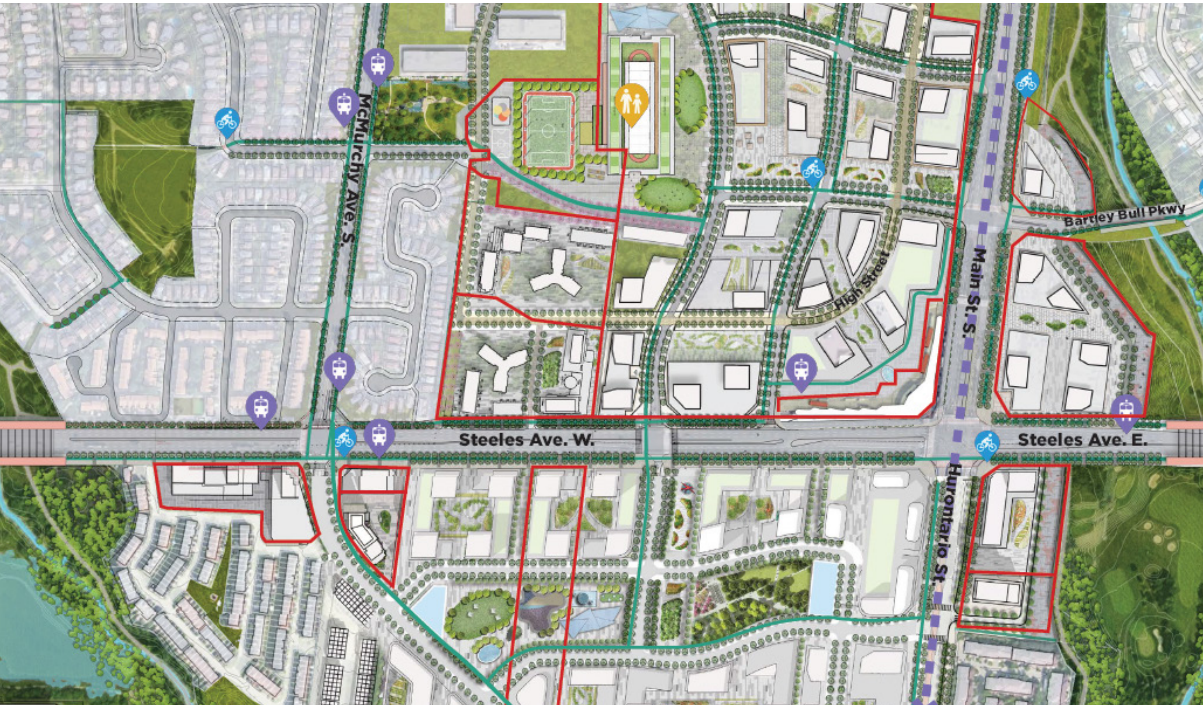 McMurchy Ave. S.
Bartley Bull Pkwy
Main St. S.
High Street
Steeles Ave. W.
Steeles Ave. E.
Hurontario St.